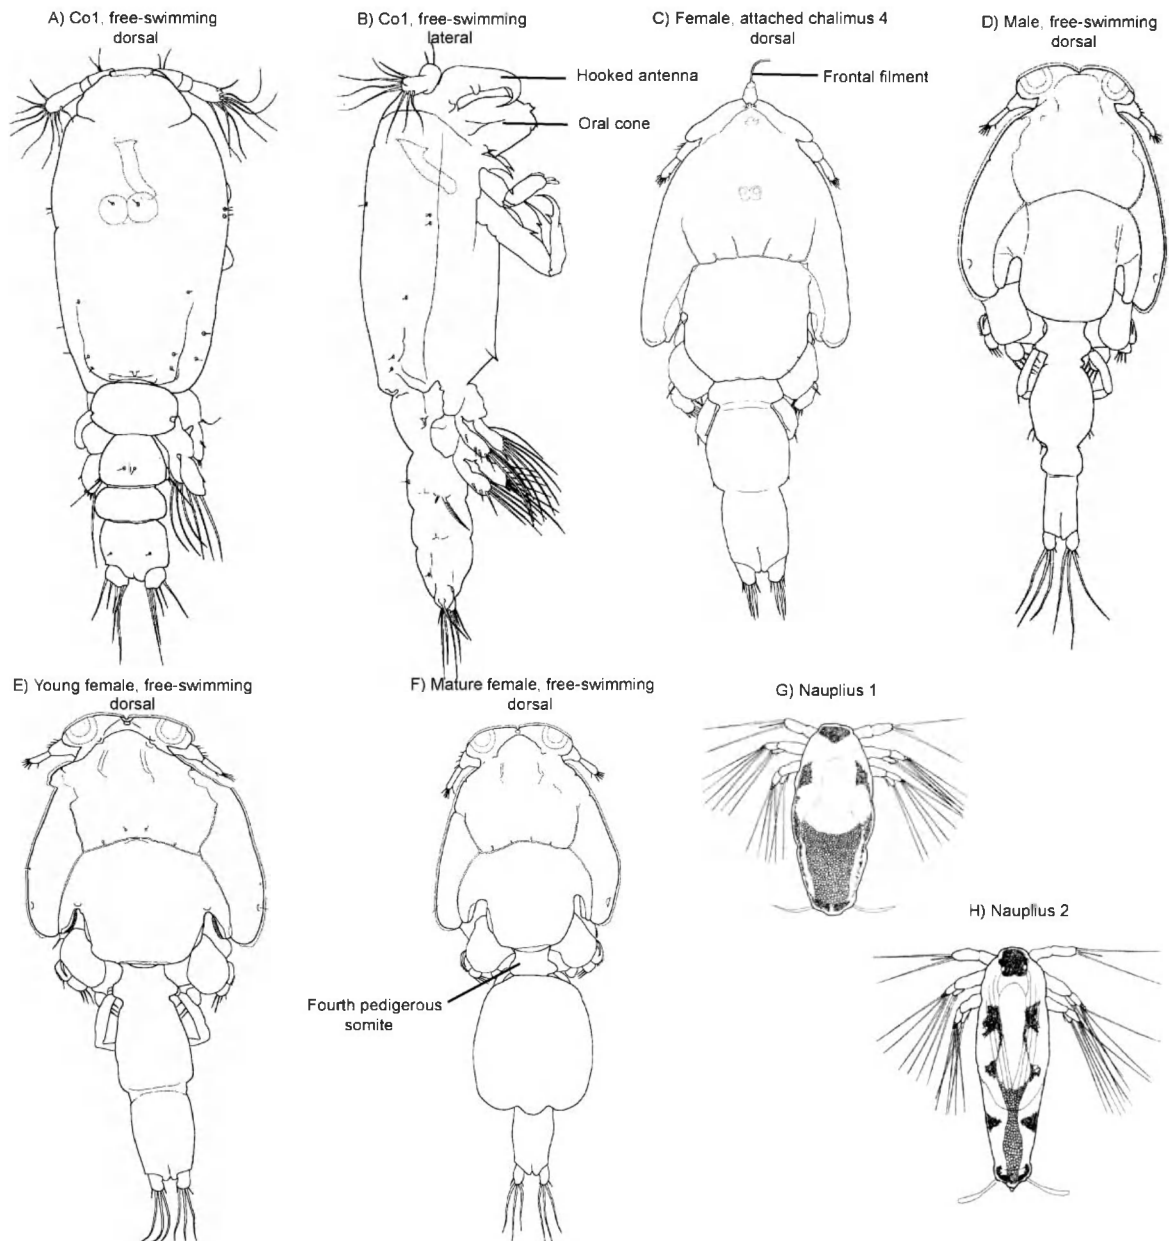 A) Co1, free-swimming
dorsal
B) Co1, free-swimming
lateral
C) Female, attached chalimus 4
dorsal
D) Male, free-swimming
dorsal
Hooked antenna
Oral cone
Frontal filment
E) Young female, free-swimming
dorsal
F) Mature female, free-swimming
dorsal
G) Nauplius 1
H) Nauplius 2
Fourth pedigerous
somite